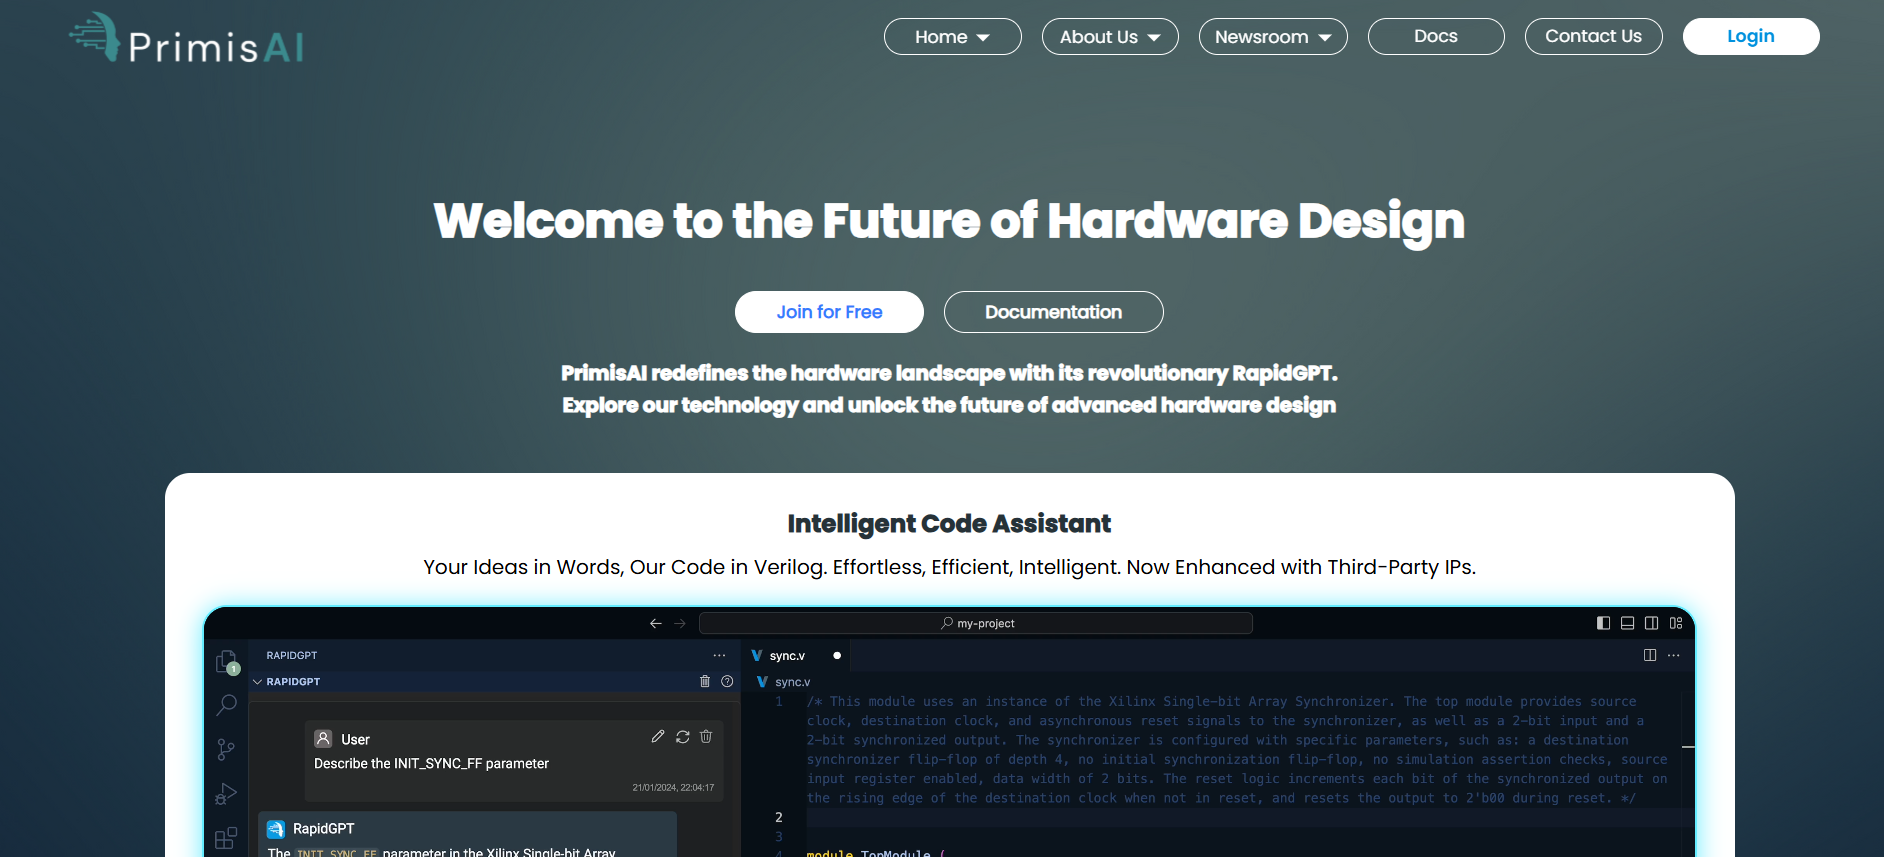 PrimisAI
Home
About Us
Newsroom
Docs
Contact Us
Login
Welcome to the Future of Hardware Design
Join for Free
Documentation
PrimisAI redefines the hardware landscape with its revolutionary RapidGPT.
Explore our technology and unlock the future of advanced hardware design
Intelligent Code Assistant
Your Ideas in Words, Our Code in Verilog. Effortless, Efficient, Intelligent. Now Enhanced with Third-Party IPs.
my-project
1
RAPIDGPT
RAPIDGPT
User
Describe the INIT_SYNC_FF parameter
21/01/2024, 22:04:17
RapidGPT
The INIT_SYNC_FF parameter in the Xilinx Single-bit Array
sync.v
sync.v
1 /* This module uses an instance of the Xilinx Single-bit Array Synchronizer. The top module provides source
clock, destination clock, and asynchronous reset signals to the synchronizer, as well as a 2-bit input and a
2-bit synchronized output. The synchronizer is configured with specific parameters, such as: a destination
synchronizer flip-flop of depth 4, no initial synchronization flip-flop, no simulation assertion checks, source
input register enabled, data width of 2 bits. The reset logic increments each bit of the synchronized output on
the rising edge of the destination clock when not in reset, and resets the output to 2'b00 during reset. */
2
3
4 module TopModule (